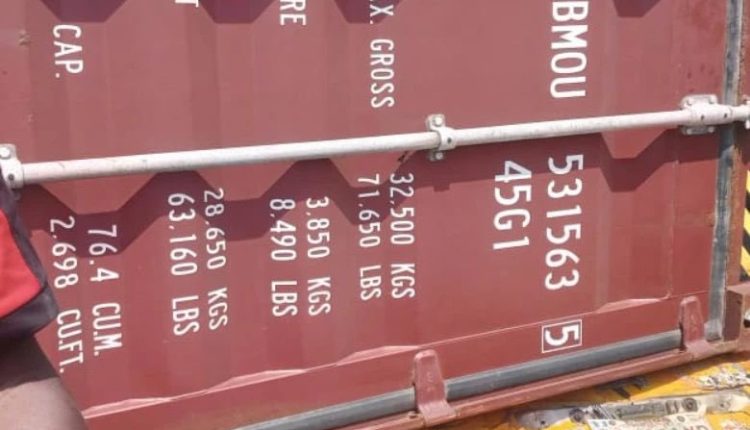 BMOU 531563 5
45G1
X. GROSS 32,500 KGS
71,650 LBS
RE 3,850 KGS
8,490 LBS
T 28,650 KGS
63,160 LBS
CAP. 76.4 CU.M.
2,698 CU.FT.